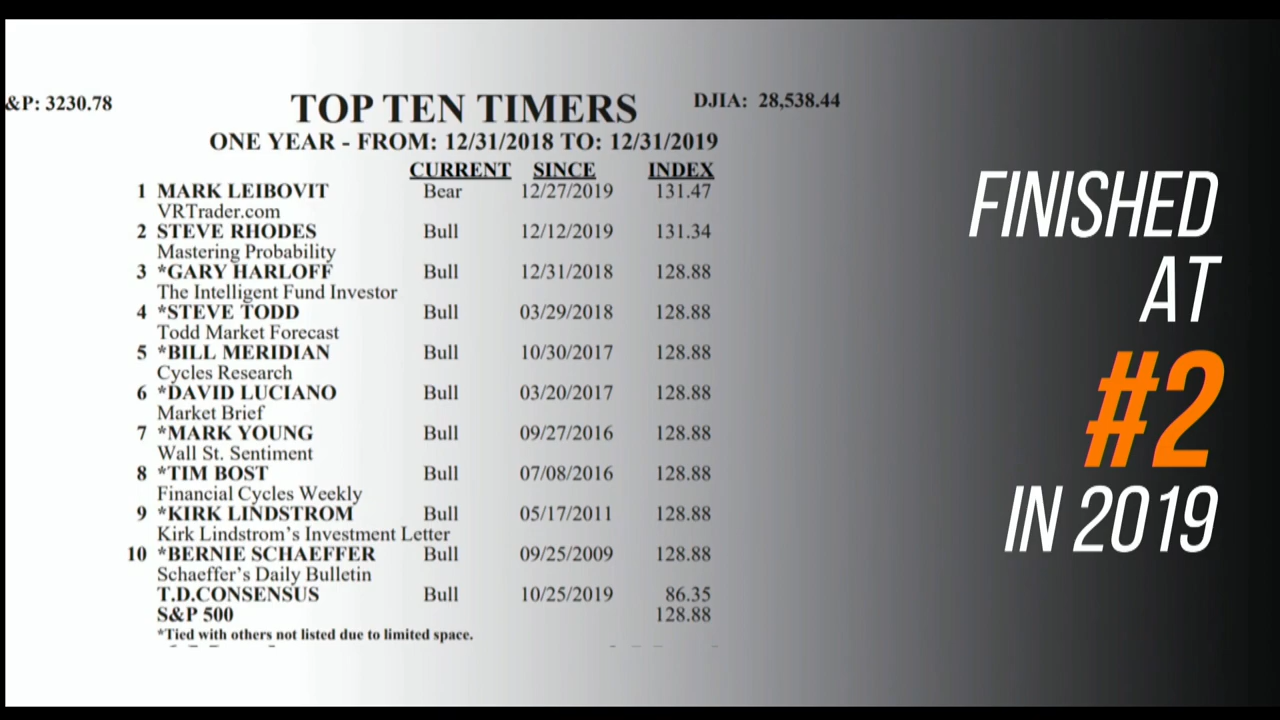 &P: 3230.78
TOP TEN TIMERS
DJIA: 28,538.44
ONE YEAR - FROM: 12/31/2018 TO: 12/31/2019
CURRENT SINCE INDEX
1 MARK LEIBOVIT Bear 12/27/2019 131.47
VRTrader.com
2 STEVE RHODES Bull 12/12/2019 131.34
Mastering Probability
3 *GARY HARLOFF Bull 12/31/2018 128.88
The Intelligent Fund Investor
4 *STEVE TODD Bull 03/29/2018 128.88
Todd Market Forecast
5 *BILL MERIDIAN Bull 10/30/2017 128.88
Cycles Research
6 *DAVID LUCIANO Bull 03/20/2017 128.88
Market Brief
7 *MARK YOUNG Bull 09/27/2016 128.88
Wall St. Sentiment
8 *TIM BOST Bull 07/08/2016 128.88
Financial Cycles Weekly
9 *KIRK LINDSTROM Bull 05/17/2011 128.88
Kirk Lindstrom's Investment Letter
10 *BERNIE SCHAEFFER Bull 09/25/2009 128.88
Schaeffer's Daily Bulletin
T.D.CONSENSUS Bull 10/25/2019 86.35
S&P 500 128.88
*Tied with others not listed due to limited space.
FINISHED
AT
#2
IN 2019